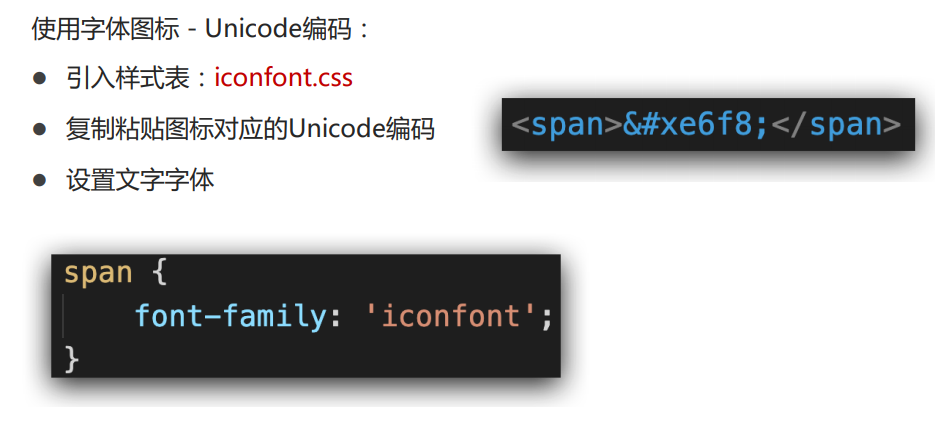 使用字体图标 - Unicode编码：
● 引入样式表：iconfont.css
● 复制粘贴图标对应的Unicode编码
<span>&#xe6f8;</span>
● 设置文字字体
span {
    font-family: 'iconfont';
}